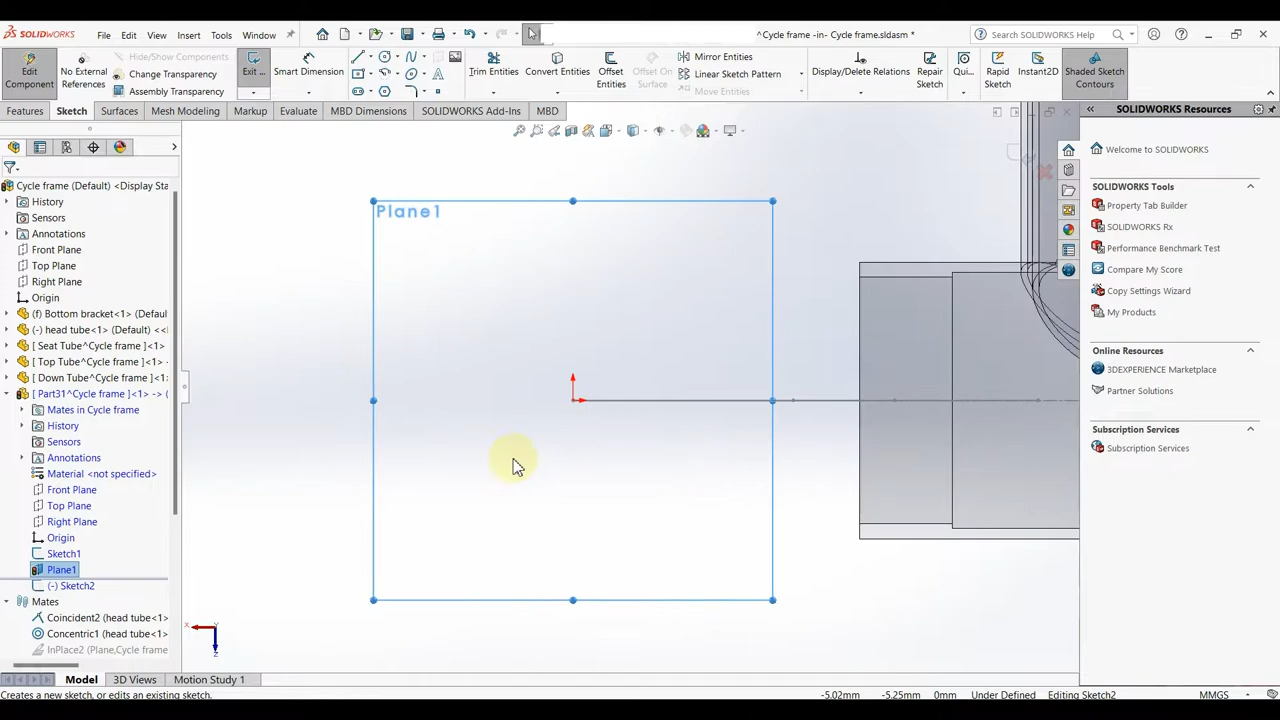 SOLIDWORKS File Edit View Insert Tools Window ^Cycle frame -in- Cycle frame.sldasm * Search SOLIDWORKS Help
Edit Component No External References Show/Hide Components Change Transparency Assembly Transparency Exit ... Smart Dimension Trim Entities Convert Entities Offset Entities Offset On Surface Mirror Entities Linear Sketch Pattern Move Entities Display/Delete Relations Repair Sketch Qui... Rapid Sketch Instant2D Shaded Sketch Contours
Features Sketch Surfaces Mesh Modeling Markup Evaluate MBD Dimensions SOLIDWORKS Add-Ins MBD
SOLIDWORKS Resources
Welcome to SOLIDWORKS
SOLIDWORKS Tools
Property Tab Builder
SOLIDWORKS Rx
Performance Benchmark Test
Compare My Score
Copy Settings Wizard
My Products
Online Resources
3DEXPERIENCE Marketplace
Partner Solutions
Subscription Services
Subscription Services
Cycle frame (Default) <Display Sta
History
Sensors
Annotations
Front Plane
Top Plane
Right Plane
Origin
(f) Bottom bracket<1> (Defaul
(-) head tube<1> (Default) <<
[ Seat Tube^Cycle frame ]<1> -
[ Top Tube^Cycle frame ]<1> ->
[ Down Tube^Cycle frame ]<1>
[ Part31^Cycle frame ]<1> -> (
Mates in Cycle frame
History
Sensors
Annotations
Material <not specified>
Front Plane
Top Plane
Right Plane
Origin
Sketch1
Plane1
(-) Sketch2
Mates
Coincident2 (head tube<1>
Concentric1 (head tube<1>
InPlace2 (Plane,Cycle frame
Plane1
X Y Z
Model 3D Views Motion Study 1
Creates a new sketch, or edits an existing sketch. -5.02mm -5.25mm 0mm Under Defined Editing Sketch2 MMGS